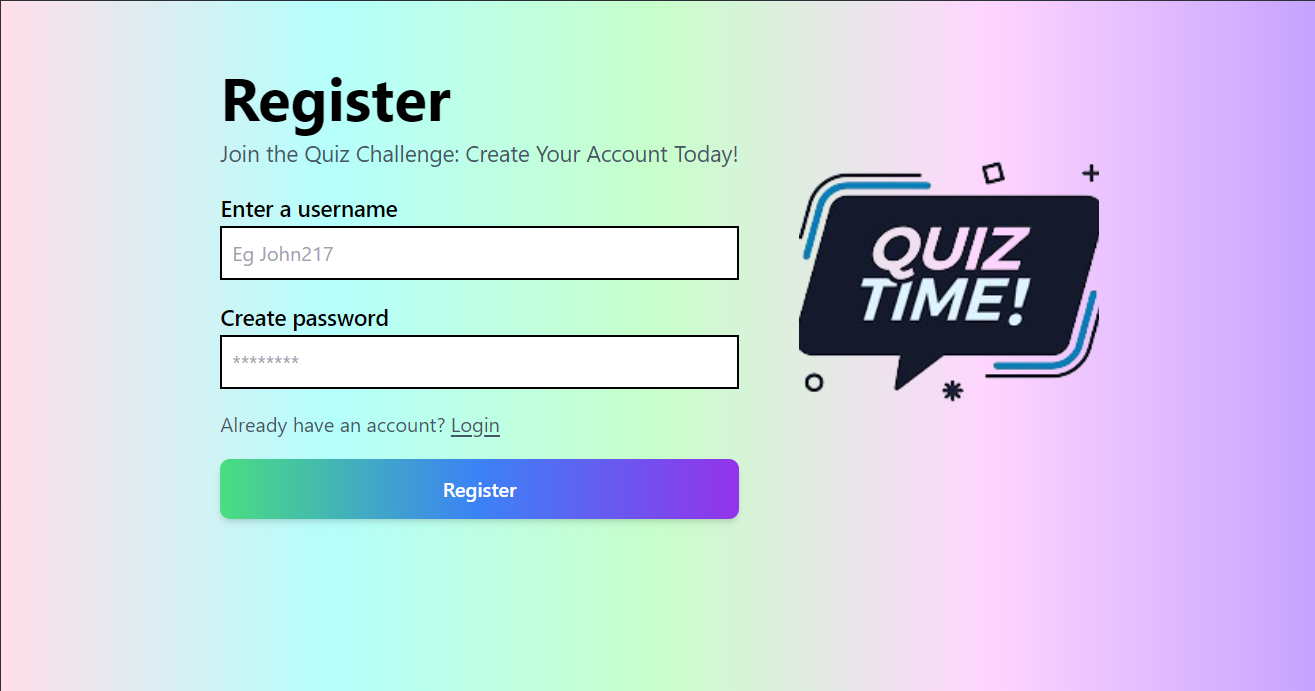 Register
Join the Quiz Challenge: Create Your Account Today!
Enter a username
Eg John217
Create password
********
Already have an account? Login
Register
QUIZ
TIME!